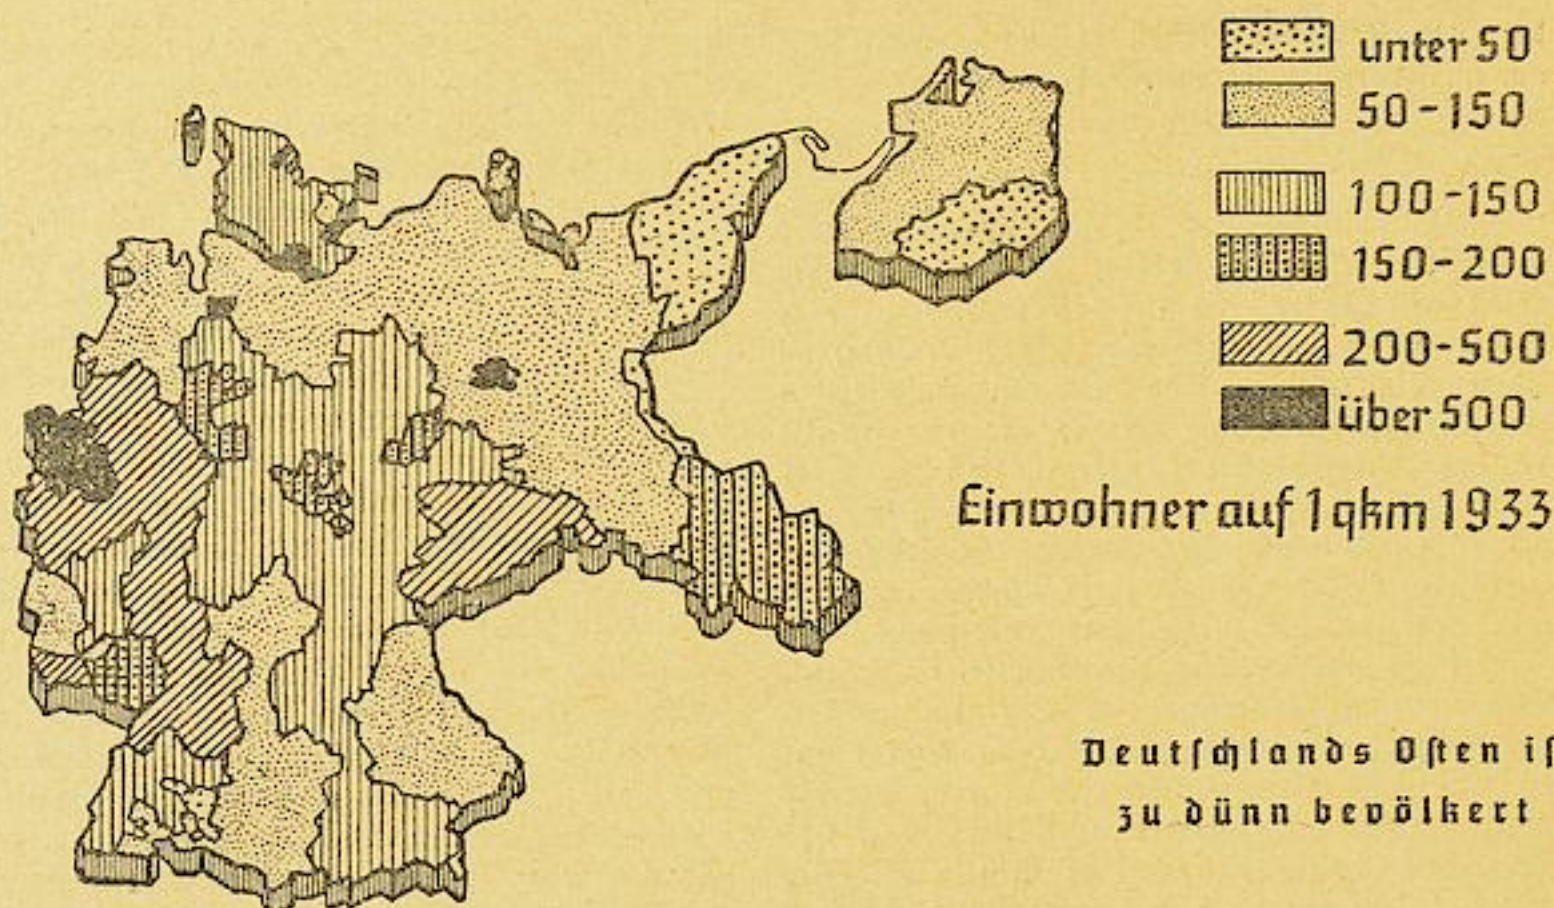 unter 50
50-150
100-150
150-200
200-500
über 500
Einwohner auf 1 qkm 1933
Deutſchlands Oſten iſ
zu dünn bevölkert